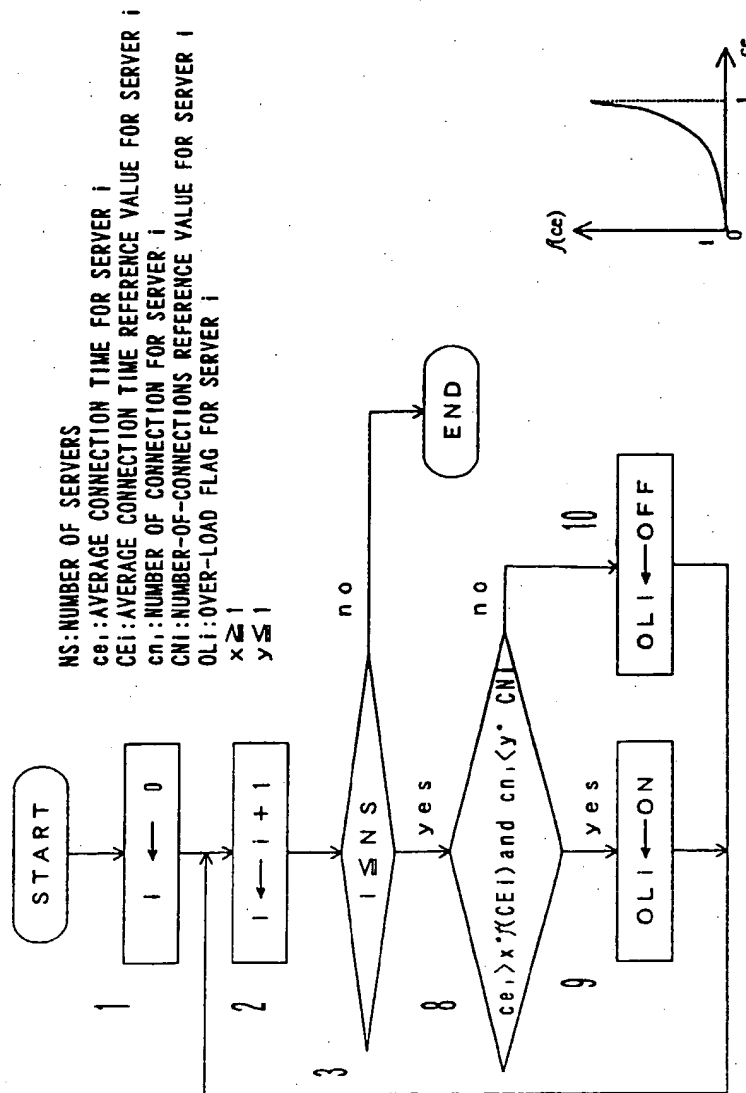 NS:NUMBER OF SERVERS
ceᵢ:AVERAGE CONNECTION TIME FOR SERVER i
CEi:AVERAGE CONNECTION TIME REFERENCE VALUE FOR SERVER i
cnᵢ:NUMBER OF CONNECTION FOR SERVER i
CNi:NUMBER-OF-CONNECTIONS REFERENCE VALUE FOR SERVER i
OLi:OVER-LOAD FLAG FOR SERVER i
x≧1
y≦1
START
1
i ← 0
2
i ← i + 1
3
i ≦ NS
no
END
yes
8
ceᵢ>x*f(CEi) and cnᵢ<y* CNi
no
yes
9
OLi←ON
10
OLi←OFF
f(ce)
1
0
1
ce